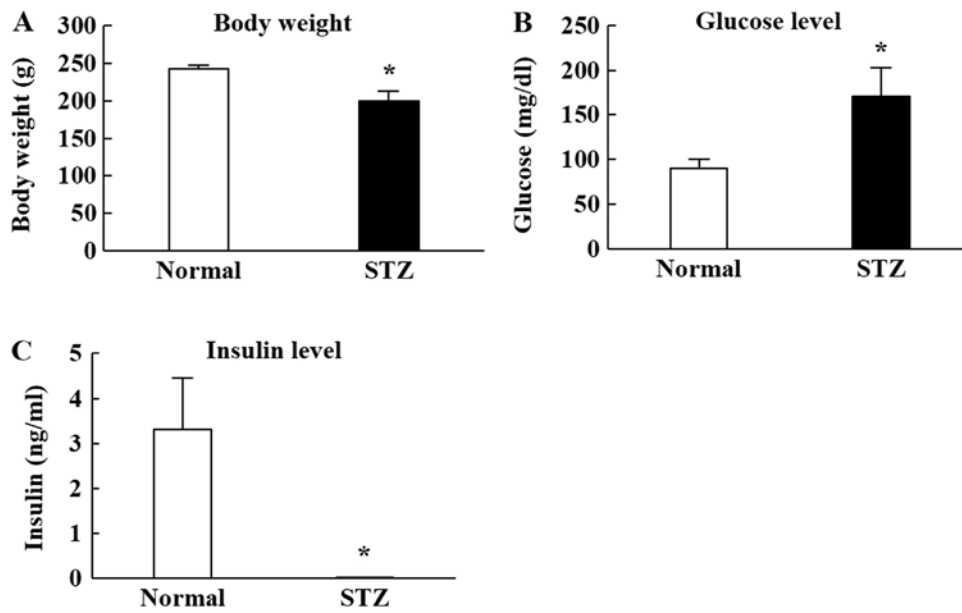 A Body weight
Body weight (g)
300
250
200
150
100
50
0
*
Normal STZ
B Glucose level
Glucose (mg/dl)
250
200
150
100
50
0
*
Normal STZ
C Insulin level
Insulin (ng/ml)
5
4
3
2
1
0
*
Normal STZ